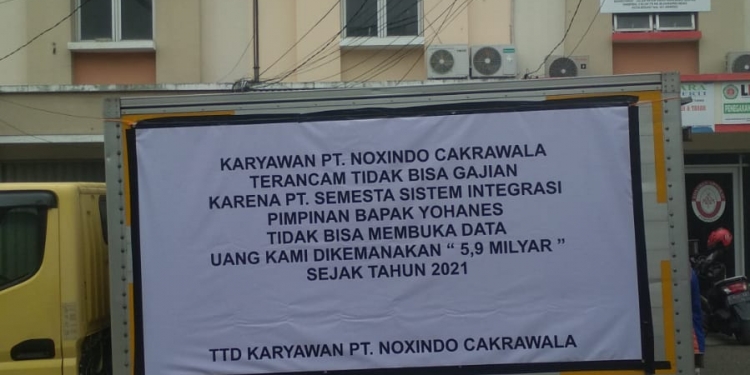 KARYAWAN PT. NOXINDO CAKRAWALA
TERANCAM TIDAK BISA GAJIAN
KARENA PT. SEMESTA SISTEM INTEGRASI
PIMPINAN BAPAK YOHANES
TIDAK BISA MEMBUKA DATA
UANG KAMI DIKEMANAKAN “ 5,9 MILYAR ”
SEJAK TAHUN 2021
TTD KARYAWAN PT. NOXINDO CAKRAWALA